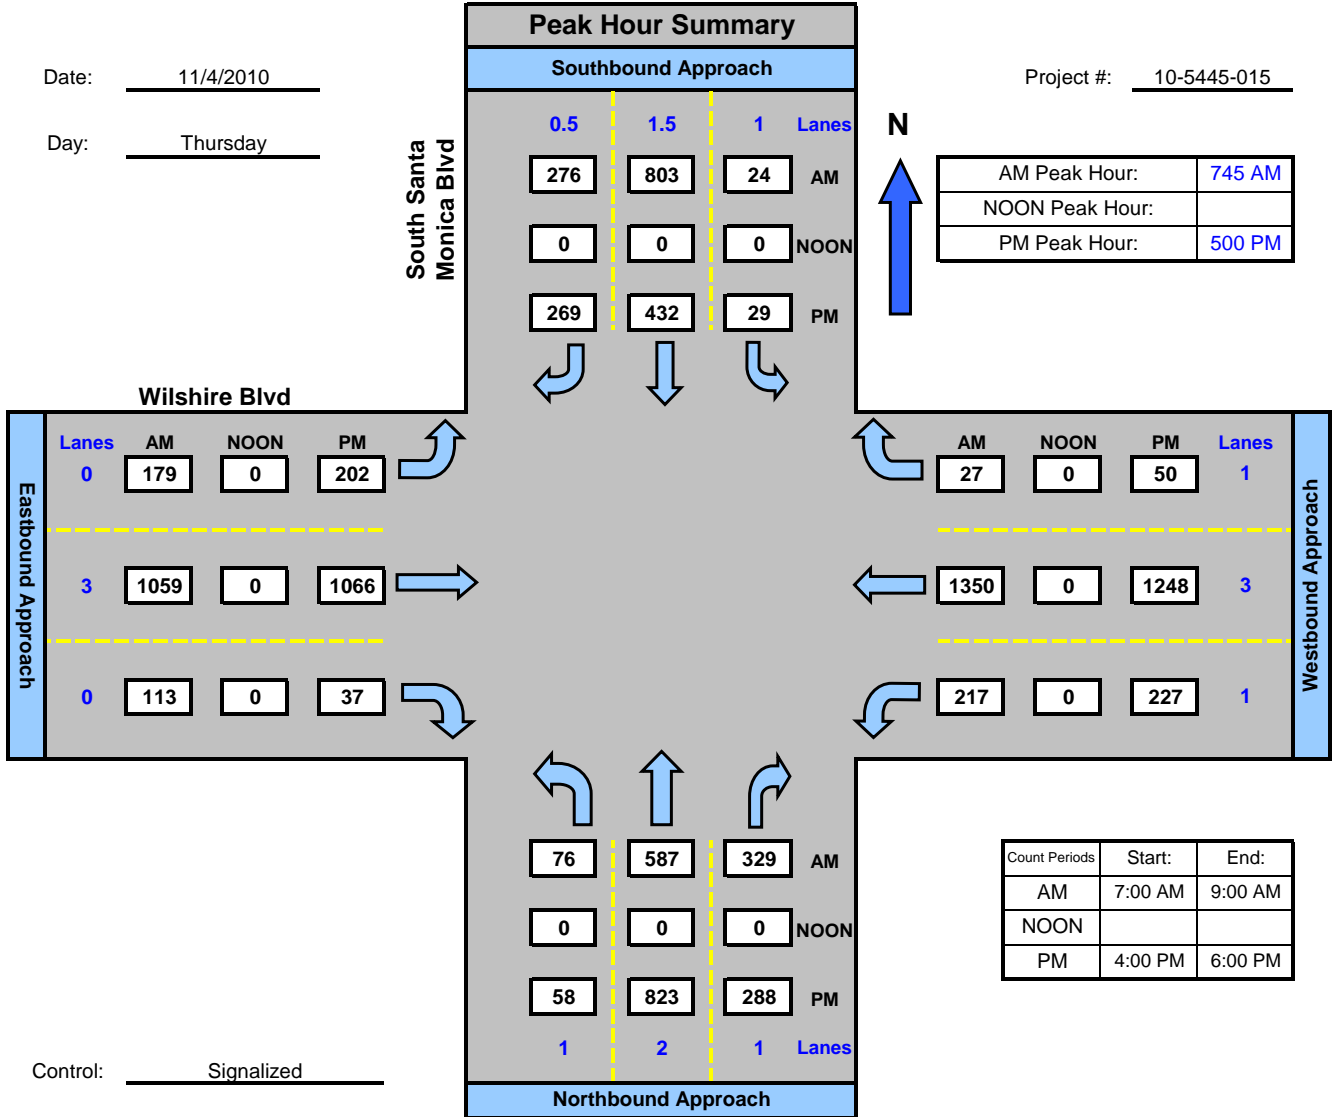 Peak Hour Summary
Southbound Approach
Date: 11/4/2010
Project #: 10-5445-015
Day: Thursday
South Santa
Monica Blvd
0.5 1.5 1 Lanes
276 803 24 AM
0 0 0 NOON
269 432 29 PM
N
AM Peak Hour: 745 AM
NOON Peak Hour:
PM Peak Hour: 500 PM
Wilshire Blvd
Eastbound Approach
Lanes AM NOON PM
0 179 0 202
3 1059 0 1066
0 113 0 37
AM NOON PM Lanes
27 0 50 1
1350 0 1248 3
217 0 227 1
Westbound Approach
76 587 329 AM
0 0 0 NOON
58 823 288 PM
1 2 1 Lanes
Northbound Approach
Count Periods Start: End:
AM 7:00 AM 9:00 AM
NOON
PM 4:00 PM 6:00 PM
Control: Signalized